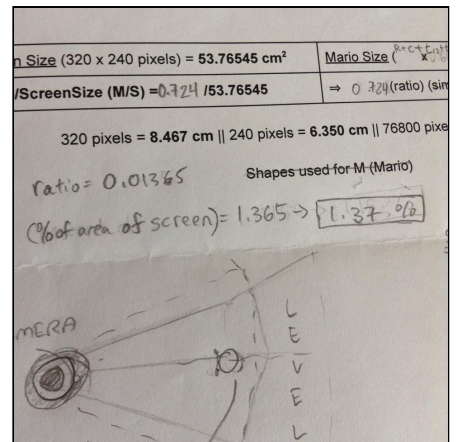 n Size (320 x 240 pixels) = 53.76545 cm²
Mario Size (
/ScreenSize (M/S) =0.724 /53.76545
⇒ 0.724(ratio) (sim
320 pixels = 8.467 cm || 240 pixels = 6.350 cm || 76800 pixe
ratio = 0.01365
Shapes used for M (Mario)
(% of area of screen) = 1.365 → 1.37 %
MERA
L
E
V
E
L